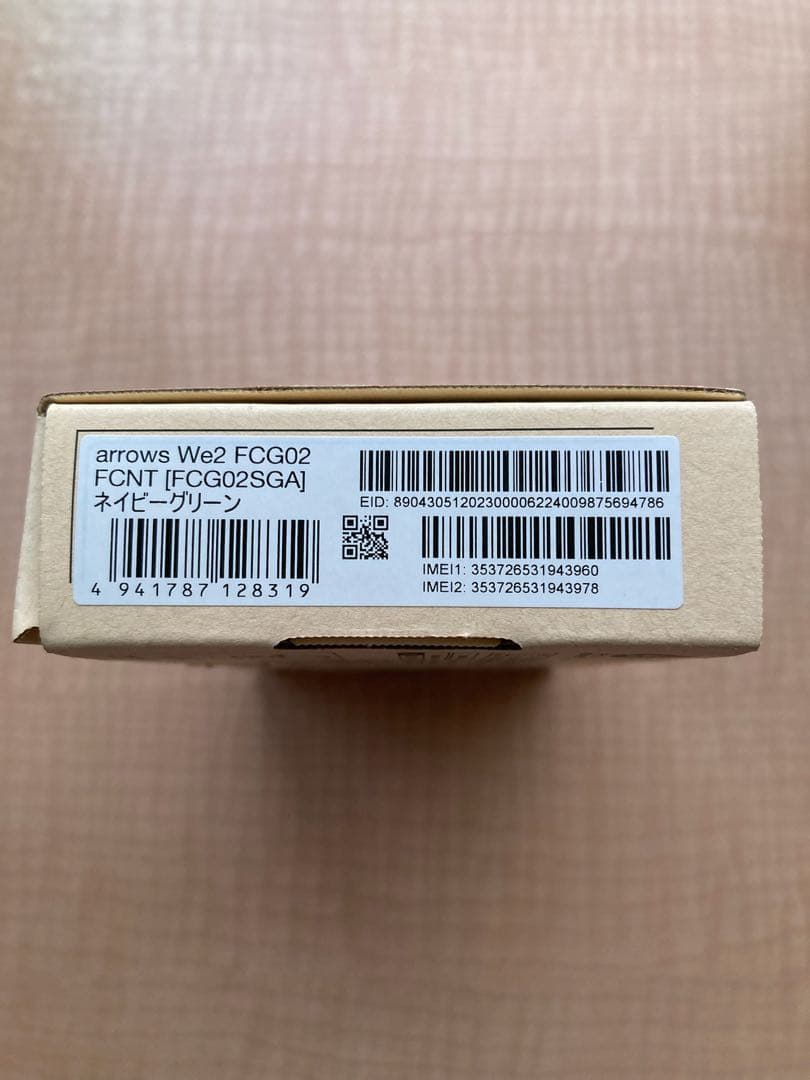 arrows We2 FCG02
FCNT [FCG02SGA]
ネイビーグリーン
4 941787 128319
EID: 89043051202300006224009875694786
IMEI1: 353726531943960
IMEI2: 353726531943978